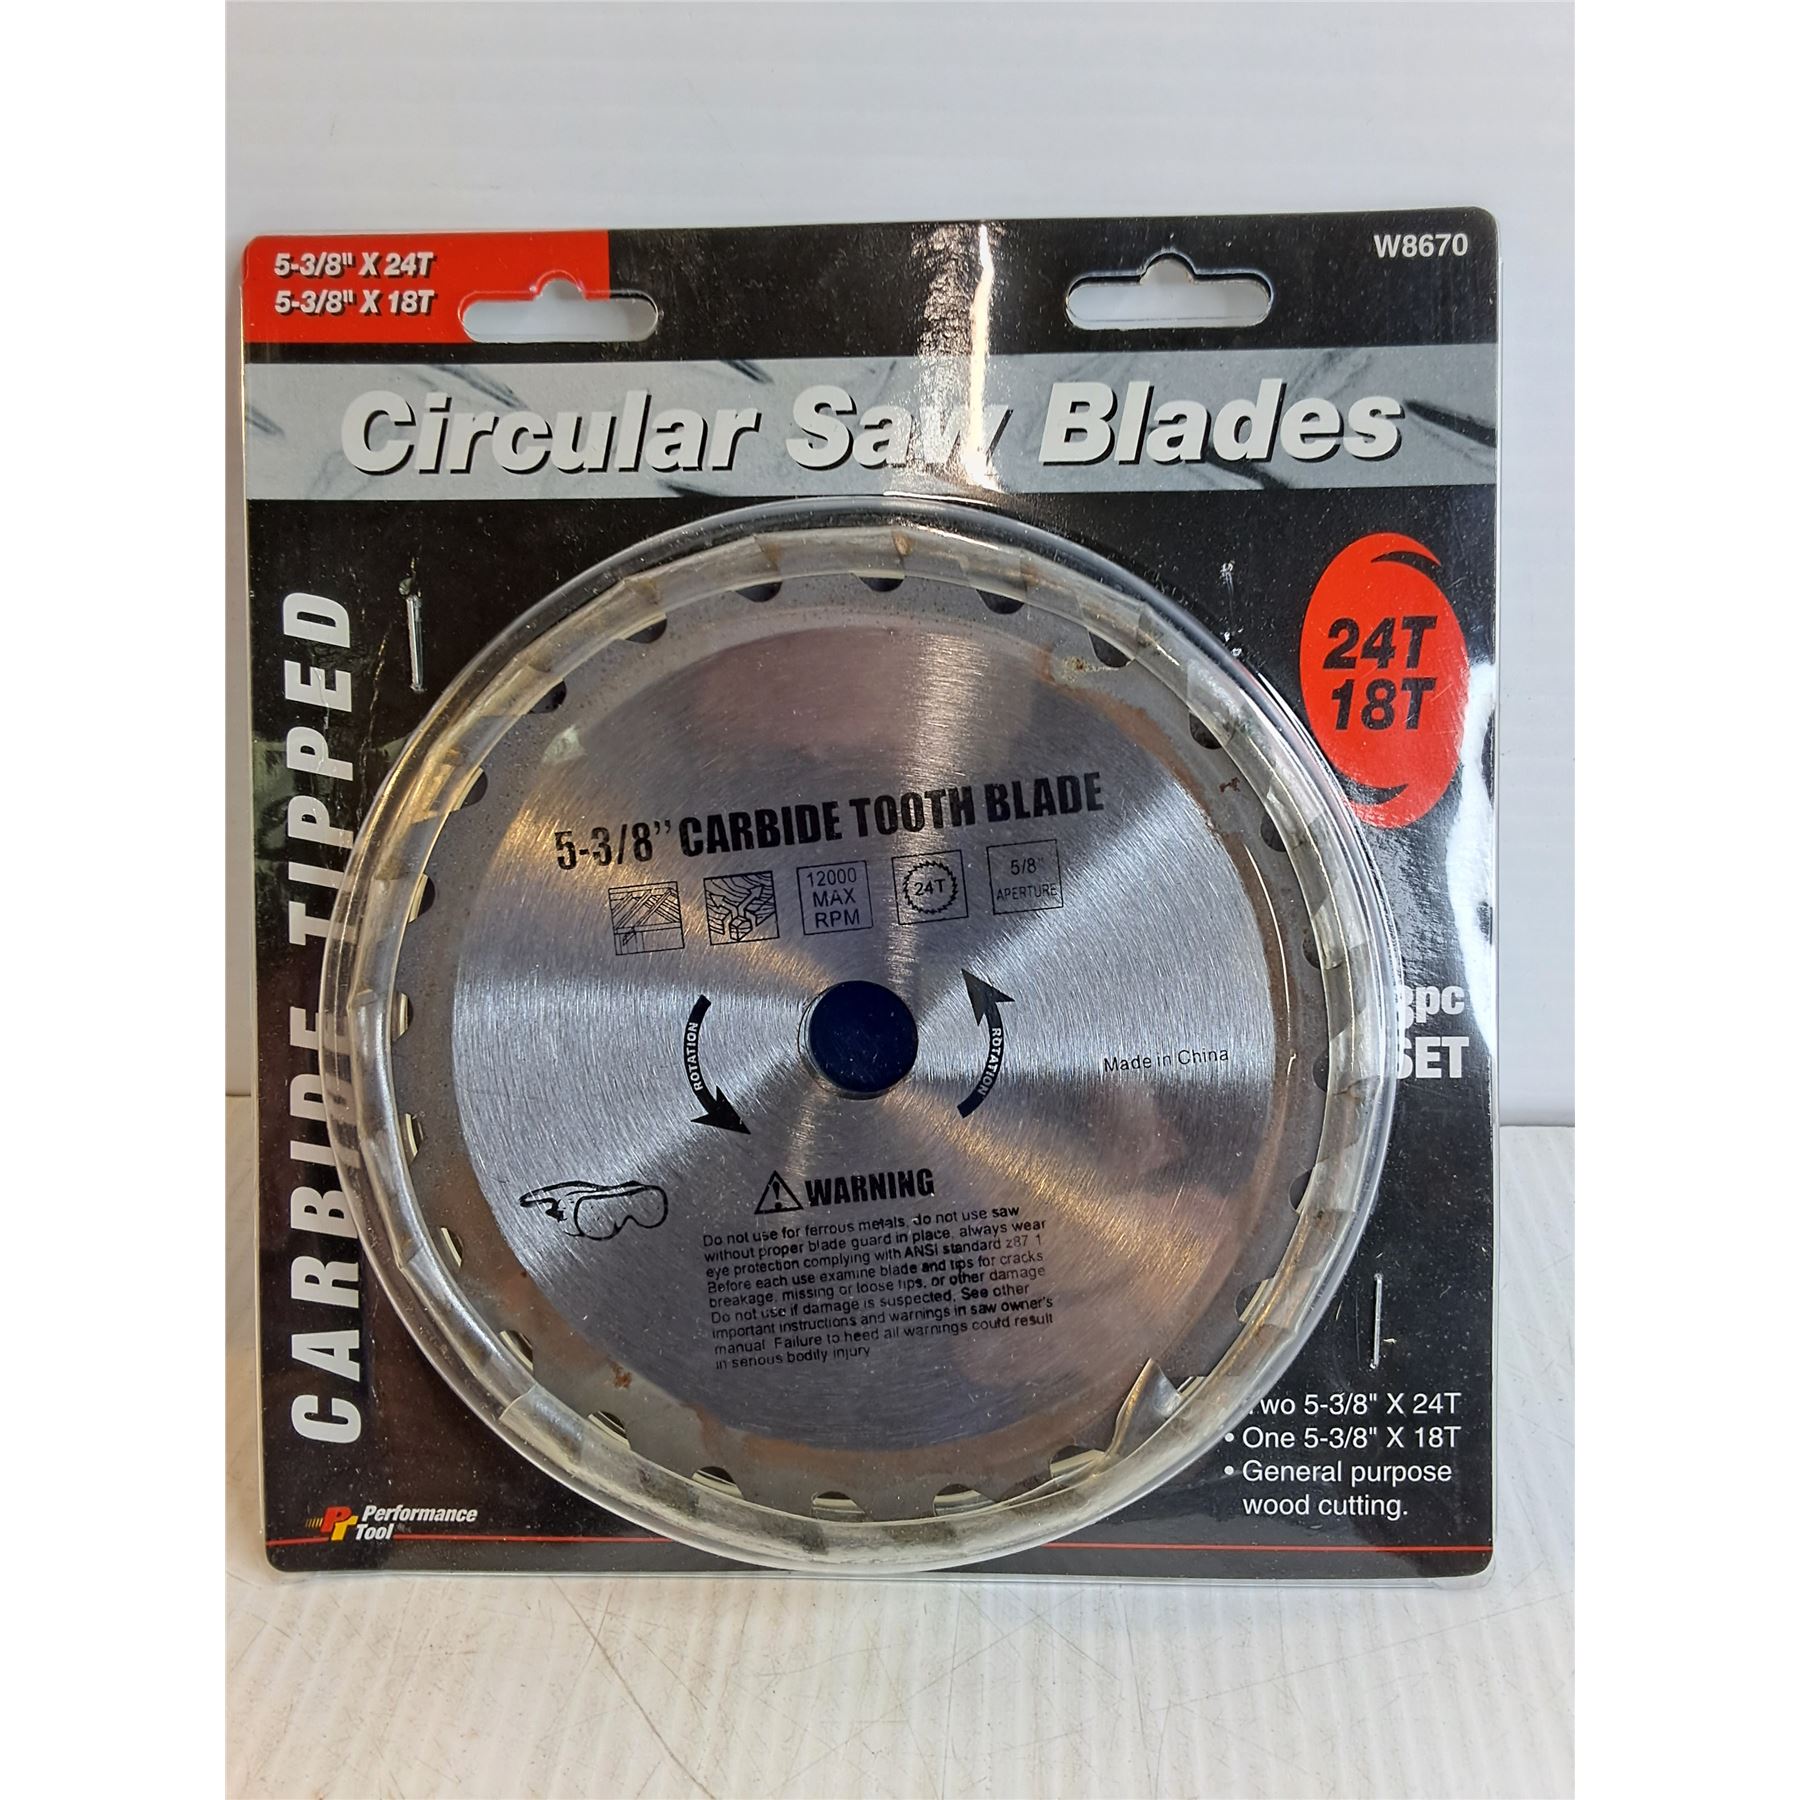 5-3/8" X 24T
5-3/8" X 18T
W8670
Circular Saw Blades
CARBIDE TIPPED
24T
18T
5-3/8" CARBIDE TOOTH BLADE
12000
MAX
RPM
24T
5/8"
APERTURE
ROTATION
ROTATION
Made in China
3pc
SET
WARNING
Do not use for ferrous metals, do not use saw
without proper blade guard in place, always wear
eye protection complying with ANSI standard z87 1
Before each use examine blade and tips for cracks
breakage, missing or loose tips, or other damage
Do not use if damage is suspected. See other
important instructions and warnings in saw owner's
manual Failure to heed all warnings could result
in serious bodily injury
Two 5-3/8" X 24T
• One 5-3/8" X 18T
• General purpose
wood cutting.
PT Performance
Tool